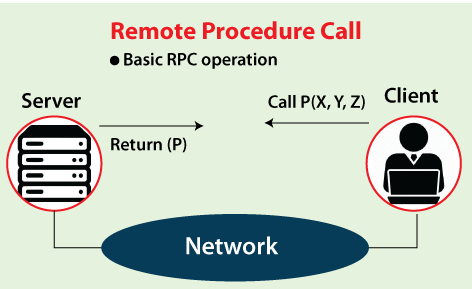 Remote Procedure Call
● Basic RPC operation
Server
Call P(X, Y, Z)
Client
Return (P)
Network